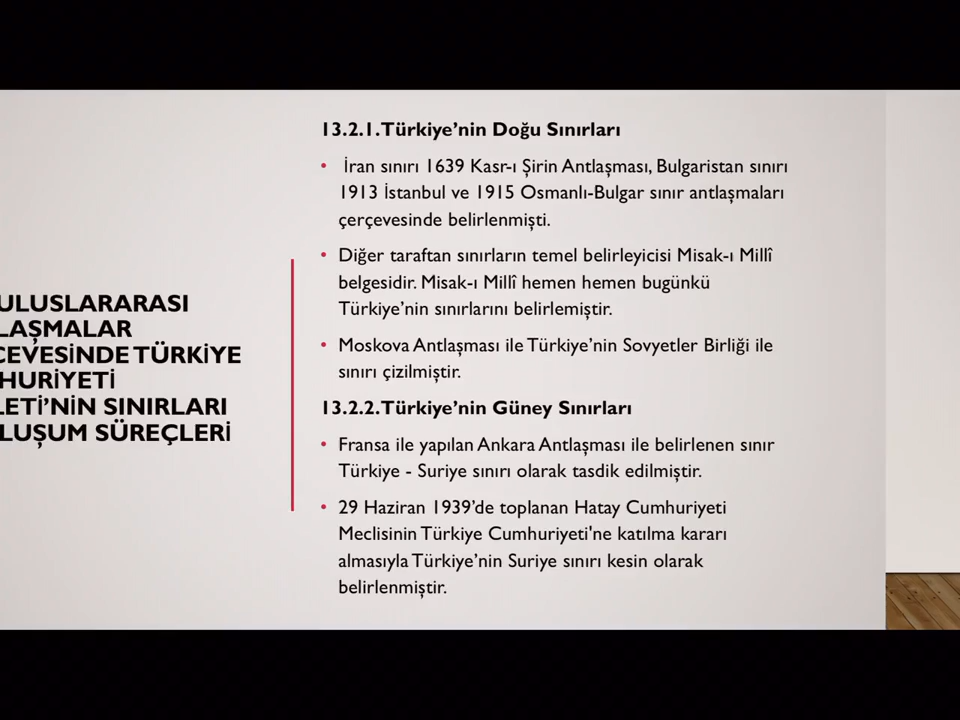 ULUSLARARASI
LAŞMALAR
CEVESİNDE TÜRKİYE
HURİYETİ
LETİ'NİN SINIRLARI
LUŞUM SÜREÇLERİ
13.2.1.Türkiye'nin Doğu Sınırları
• İran sınırı 1639 Kasr-ı Şirin Antlaşması, Bulgaristan sınırı
1913 İstanbul ve 1915 Osmanlı-Bulgar sınır antlaşmaları
çerçevesinde belirlenmişti.
• Diğer taraftan sınırların temel belirleyicisi Misak-ı Millî
belgesidir. Misak-ı Millî hemen hemen bugünkü
Türkiye'nin sınırlarını belirlemiştir.
• Moskova Antlaşması ile Türkiye'nin Sovyetler Birliği ile
sınırı çizilmiştir.
13.2.2.Türkiye'nin Güney Sınırları
• Fransa ile yapılan Ankara Antlaşması ile belirlenen sınır
Türkiye - Suriye sınırı olarak tasdik edilmiştir.
• 29 Haziran 1939'de toplanan Hatay Cumhuriyeti
Meclisinin Türkiye Cumhuriyeti'ne katılma kararı
almasıyla Türkiye'nin Suriye sınırı kesin olarak
belirlenmiştir.